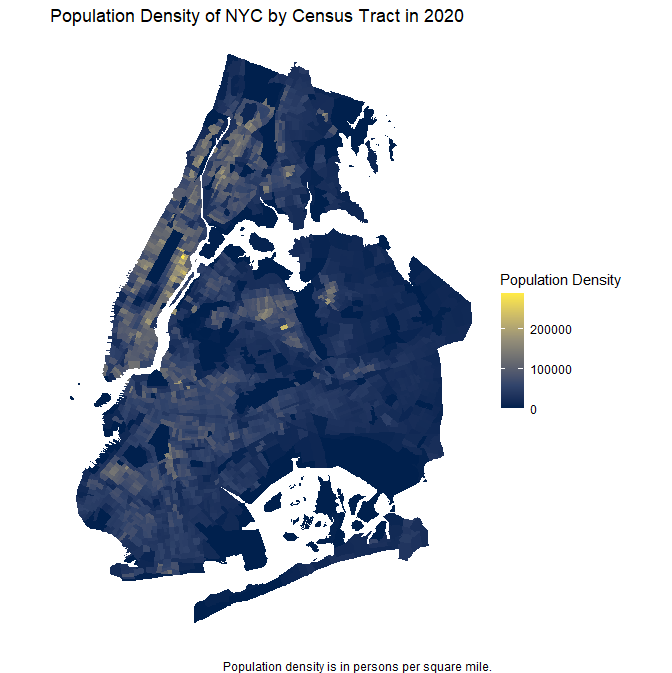 Population Density of NYC by Census Tract in 2020
Population Density
200000
100000
0
Population density is in persons per square mile.